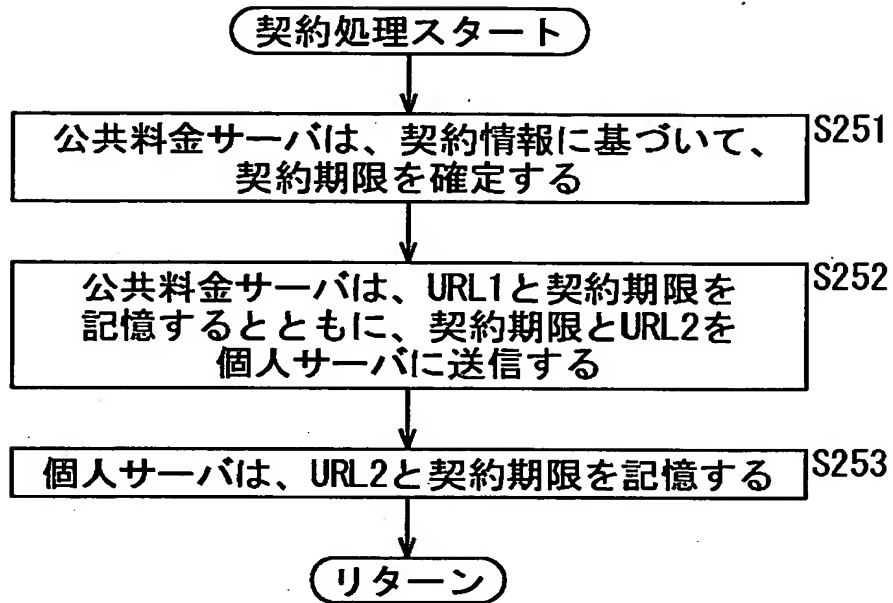 契約処理スタート
公共料金サーバは、契約情報に基づいて、
契約期限を確定する
S251
公共料金サーバは、URL1と契約期限を
記憶するとともに、契約期限とURL2を
個人サーバに送信する
S252
個人サーバは、URL2と契約期限を記憶する
S253
リターン